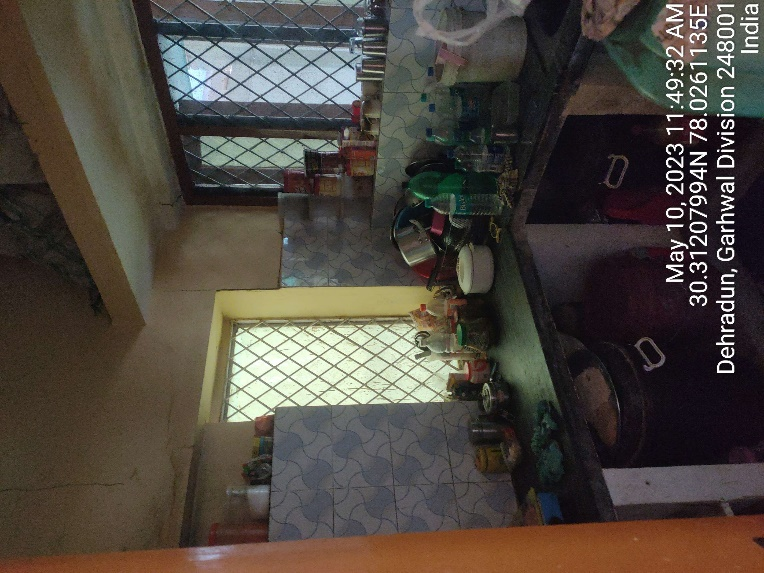 May 10, 2023 11:49:32 AM
30.31207994N 78.0261135E
Dehradun, Garhwal Division 248001
India